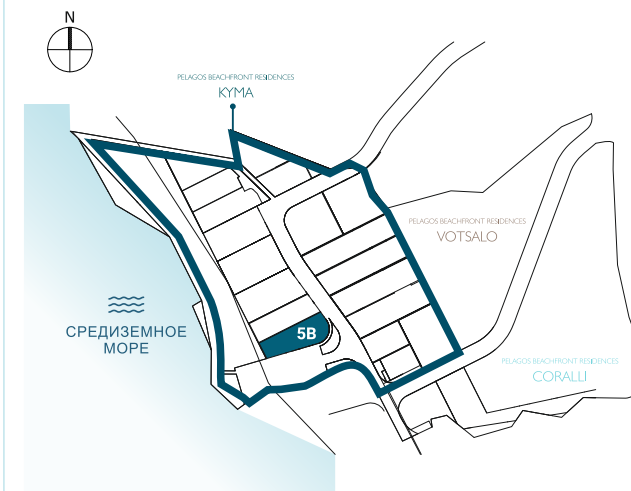 N
PELAGOS BEACHFRONT RESIDENCES
KYMA
PELAGOS BEACHFRONT RESIDENCES
VOTSALO
5B
СРЕДИЗЕМНОЕ
МОРЕ
PELAGOS BEACHFRONT RESIDENCES
CORALLI